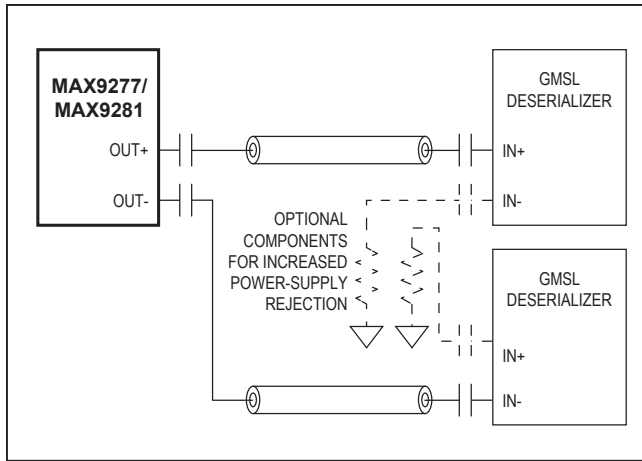 MAX9277/
MAX9281
OUT+
OUT-
GMSL
DESERIALIZER
IN+
IN-
OPTIONAL
COMPONENTS
FOR INCREASED
POWER-SUPPLY
REJECTION
GMSL
DESERIALIZER
IN+
IN-